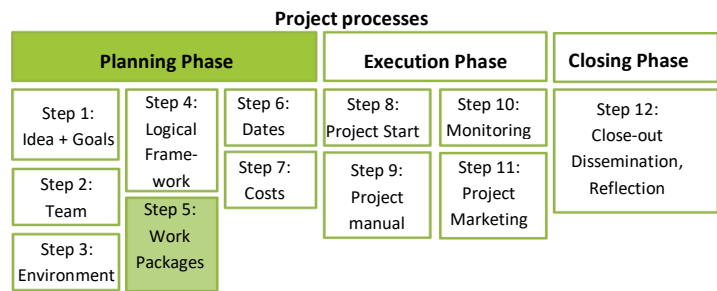 Project processes
Planning Phase
Execution Phase
Closing Phase
Step 1:
Idea + Goals
Step 2:
Team
Step 3:
Environment
Step 4:
Logical
Frame-
work
Step 5:
Work
Packages
Step 6:
Dates
Step 7:
Costs
Step 8:
Project Start
Step 9:
Project
manual
Step 10:
Monitoring
Step 11:
Project
Marketing
Step 12:
Close-out
Dissemination,
Reflection